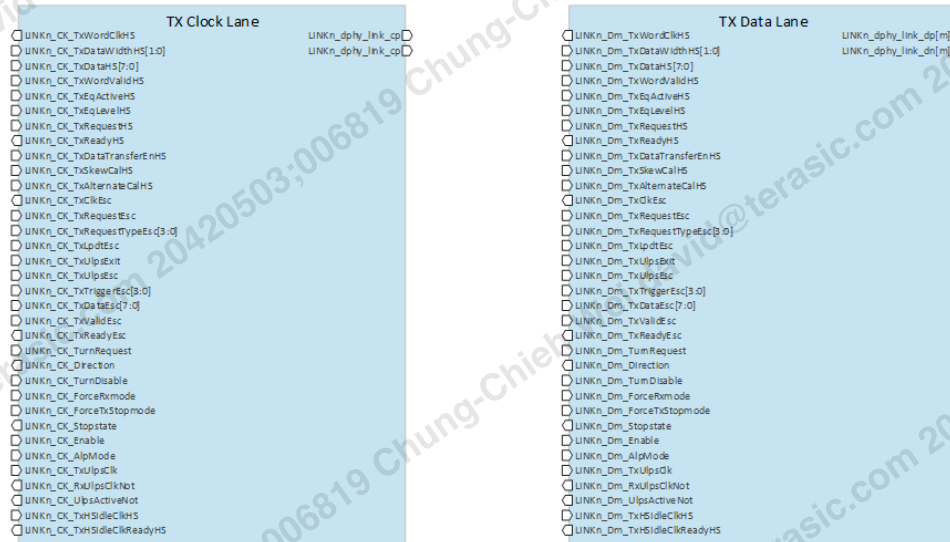 TX Clock Lane
LINKn_CK_TxWordClkHS
LINKn_CK_TxDataWidthHS[1:0]
LINKn_CK_TxDataHS[7:0]
LINKn_CK_TxWordValidHS
LINKn_CK_TxEqActiveHS
LINKn_CK_TxEqLevelHS
LINKn_CK_TxRequestHS
LINKn_CK_TxReadyHS
LINKn_CK_TxDataTransferEnHS
LINKn_CK_TxSkewCalHS
LINKn_CK_TxAlternateCalHS
LINKn_CK_TxClkEsc
LINKn_CK_TxRequestEsc
LINKn_CK_TxRequestTypeEsc[3:0]
LINKn_CK_TxLpdtEsc
LINKn_CK_TxUlpsExit
LINKn_CK_TxUlpsEsc
LINKn_CK_TxTriggerEsc[3:0]
LINKn_CK_TxDataEsc[7:0]
LINKn_CK_TxValidEsc
LINKn_CK_TxReadyEsc
LINKn_CK_TurnRequest
LINKn_CK_Direction
LINKn_CK_TurnDisable
LINKn_CK_ForceRxmode
LINKn_CK_ForceTxStopmode
LINKn_CK_Stopstate
LINKn_CK_Enable
LINKn_CK_AlpMode
LINKn_CK_TxUlpsClk
LINKn_CK_RxUlpsClkNot
LINKn_CK_UlpsActiveNot
LINKn_CK_TxHSIdleClkHS
LINKn_CK_TxHSIdleClkReadyHS
LINKn_dphy_link_cp
LINKn_dphy_link_cp
TX Data Lane
LINKn_Dm_TxWordClkHS
LINKn_Dm_TxDataWidthHS[1:0]
LINKn_Dm_TxDataHS[7:0]
LINKn_Dm_TxWordValidHS
LINKn_Dm_TxEqActiveHS
LINKn_Dm_TxEqLevelHS
LINKn_Dm_TxRequestHS
LINKn_Dm_TxReadyHS
LINKn_Dm_TxDataTransferEnHS
LINKn_Dm_TxSkewCalHS
LINKn_Dm_TxAlternateCalHS
LINKn_Dm_TxClkEsc
LINKn_Dm_TxRequestEsc
LINKn_Dm_TxRequestTypeEsc[3:0]
LINKn_Dm_TxLpdtEsc
LINKn_Dm_TxUlpsExit
LINKn_Dm_TxUlpsEsc
LINKn_Dm_TxTriggerEsc[3:0]
LINKn_Dm_TxDataEsc[7:0]
LINKn_Dm_TxValidEsc
LINKn_Dm_TxReadyEsc
LINKn_Dm_TurnRequest
LINKn_Dm_Direction
LINKn_Dm_TurnDisable
LINKn_Dm_ForceRxmode
LINKn_Dm_ForceTxStopmode
LINKn_Dm_Stopstate
LINKn_Dm_Enable
LINKn_Dm_AlpMode
LINKn_Dm_TxUlpsClk
LINKn_Dm_RxUlpsClkNot
LINKn_Dm_UlpsActiveNot
LINKn_Dm_TxHSIdleClkHS
LINKn_Dm_TxHSIdleClkReadyHS
LINKn_dphy_link_dp[m]
LINKn_dphy_link_dn[m]